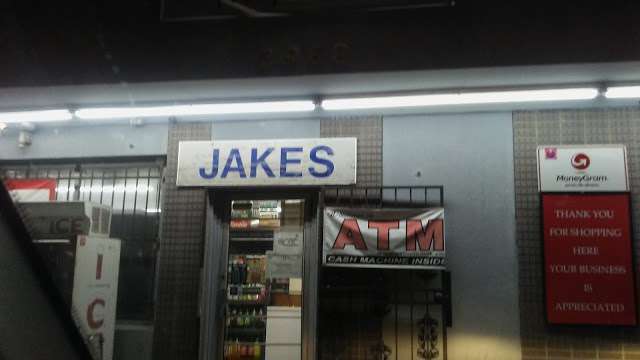 JAKES
ICE
I
C
ATM
CASH MACHINE INSIDE
MoneyGram
THANK YOU
FOR SHOPPING
HERE
YOUR BUSINESS
IS
APPRECIATED